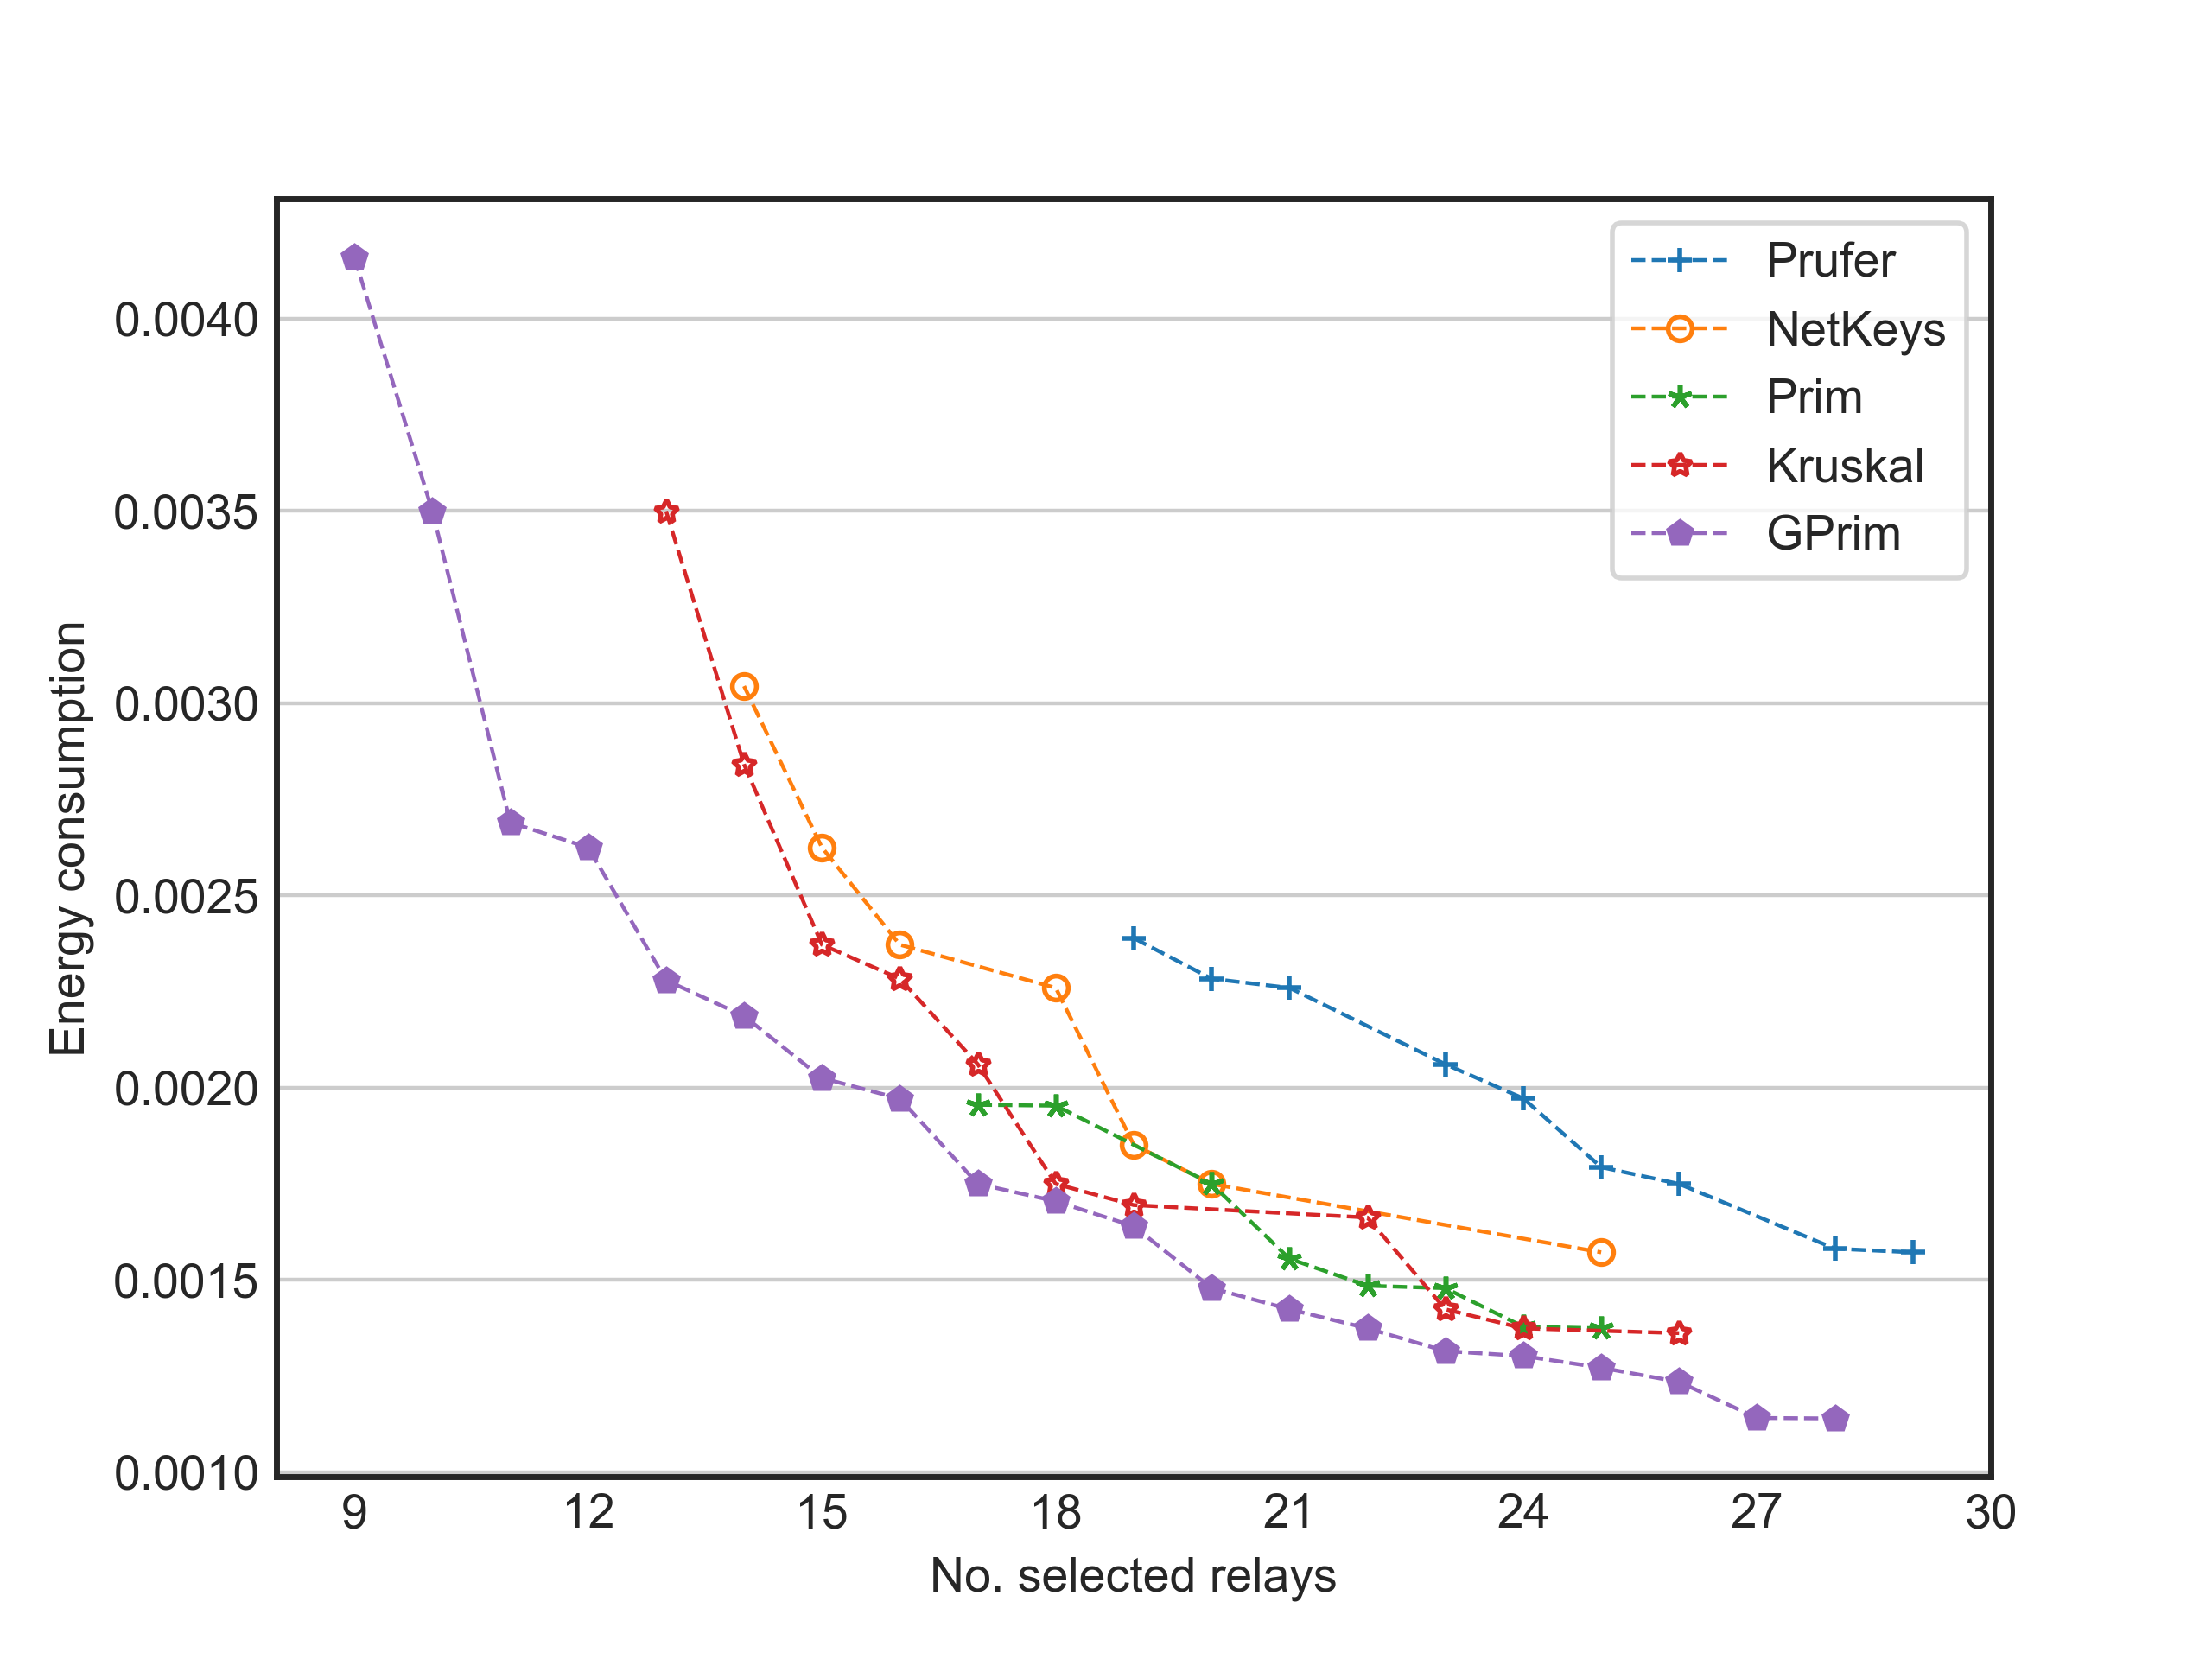 Prufer
NetKeys
Prim
Kruskal
GPrim
0.0040
0.0035
0.0030
0.0025
0.0020
0.0015
0.0010
Energy consumption
9 12 15 18 21 24 27 30
No. selected relays